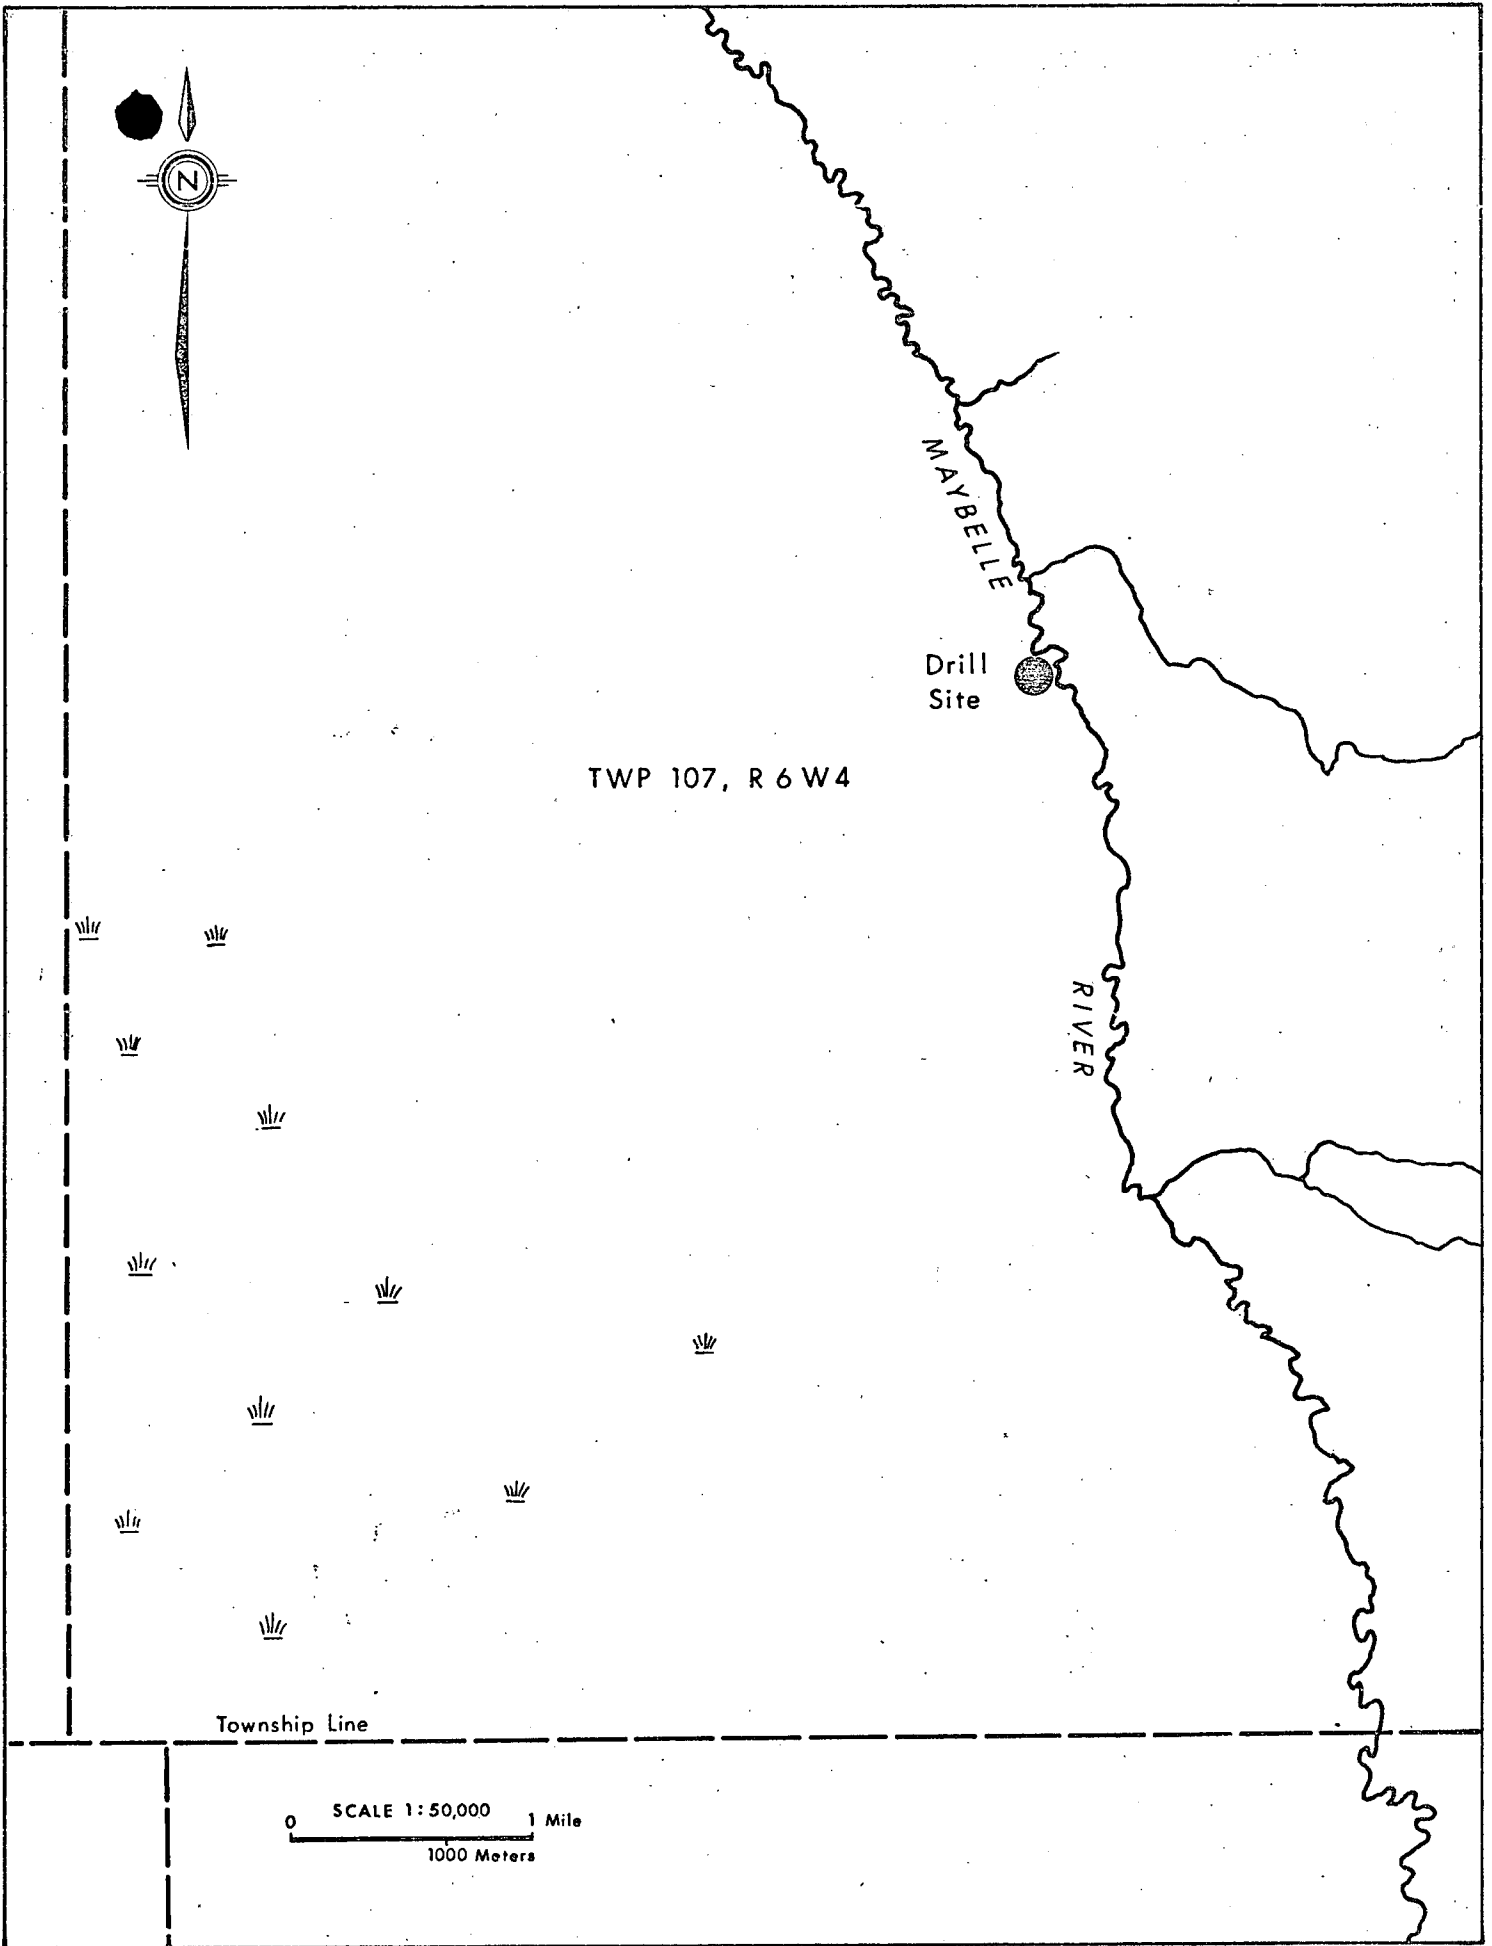 N
MAYBELLE
Drill
Site
TWP 107, R 6 W4
RIVER
Township Line
SCALE 1:50,000
0 1 Mile
1000 Meters